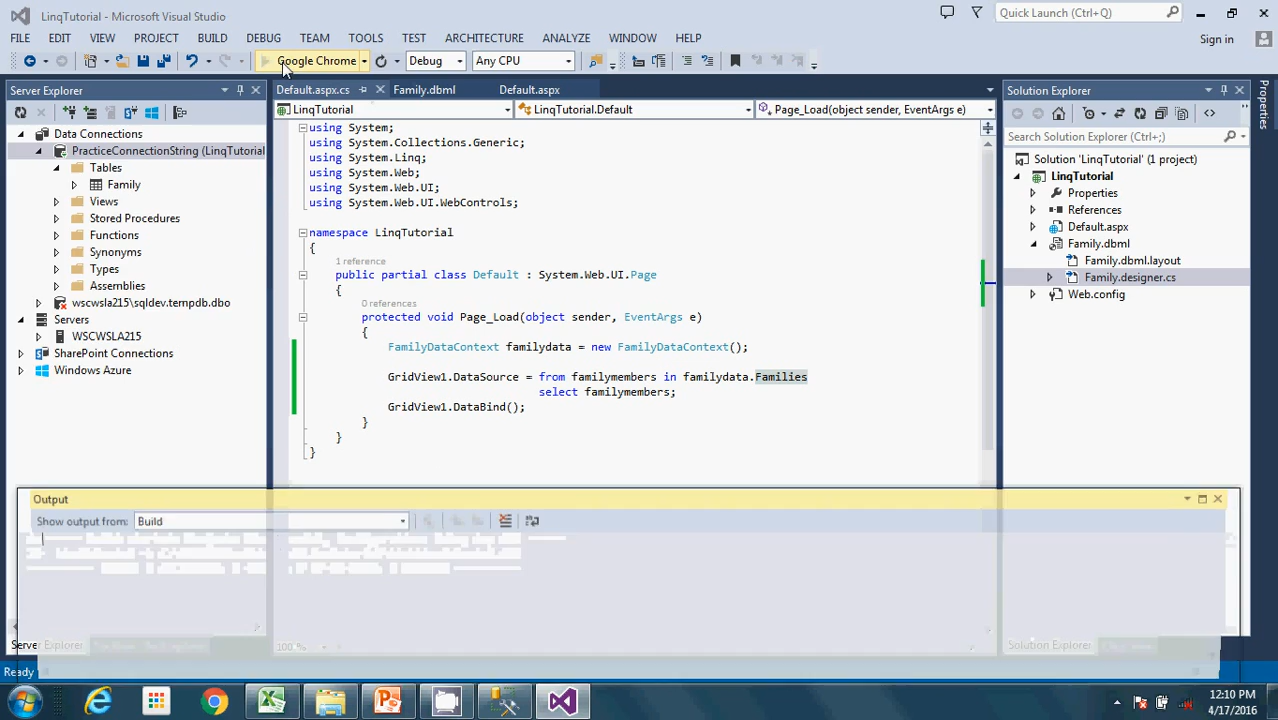 LinqTutorial - Microsoft Visual Studio
Quick Launch (Ctrl+Q)
FILE EDIT VIEW PROJECT BUILD DEBUG TEAM TOOLS TEST ARCHITECTURE ANALYZE WINDOW HELP
Sign in
Google Chrome
Debug
Any CPU
Server Explorer
Data Connections
PracticeConnectionString (LinqTutorial
Tables
Family
Views
Stored Procedures
Functions
Synonyms
Types
Assemblies
wscwsla215\sqldev.tempdb.dbo
Servers
WSCWSLA215
SharePoint Connections
Windows Azure
Default.aspx.cs
Family.dbml
Default.aspx
LinqTutorial
LinqTutorial.Default
Page_Load(object sender, EventArgs e)
using System;
using System.Collections.Generic;
using System.Linq;
using System.Web;
using System.Web.UI;
using System.Web.UI.WebControls;
namespace LinqTutorial
{
1 reference
public partial class Default : System.Web.UI.Page
{
0 references
protected void Page_Load(object sender, EventArgs e)
{
FamilyDataContext familydata = new FamilyDataContext();
GridView1.DataSource = from familymembers in familydata.Families
select familymembers;
GridView1.DataBind();
}
}
}
Solution Explorer
Search Solution Explorer (Ctrl+;)
Solution 'LinqTutorial' (1 project)
LinqTutorial
Properties
References
Default.aspx
Family.dbml
Family.dbml.layout
Family.designer.cs
Web.config
Properties
Output
Show output from: Build
Server Explorer
100 %
Solution Explorer
Ready
12:10 PM
4/17/2016